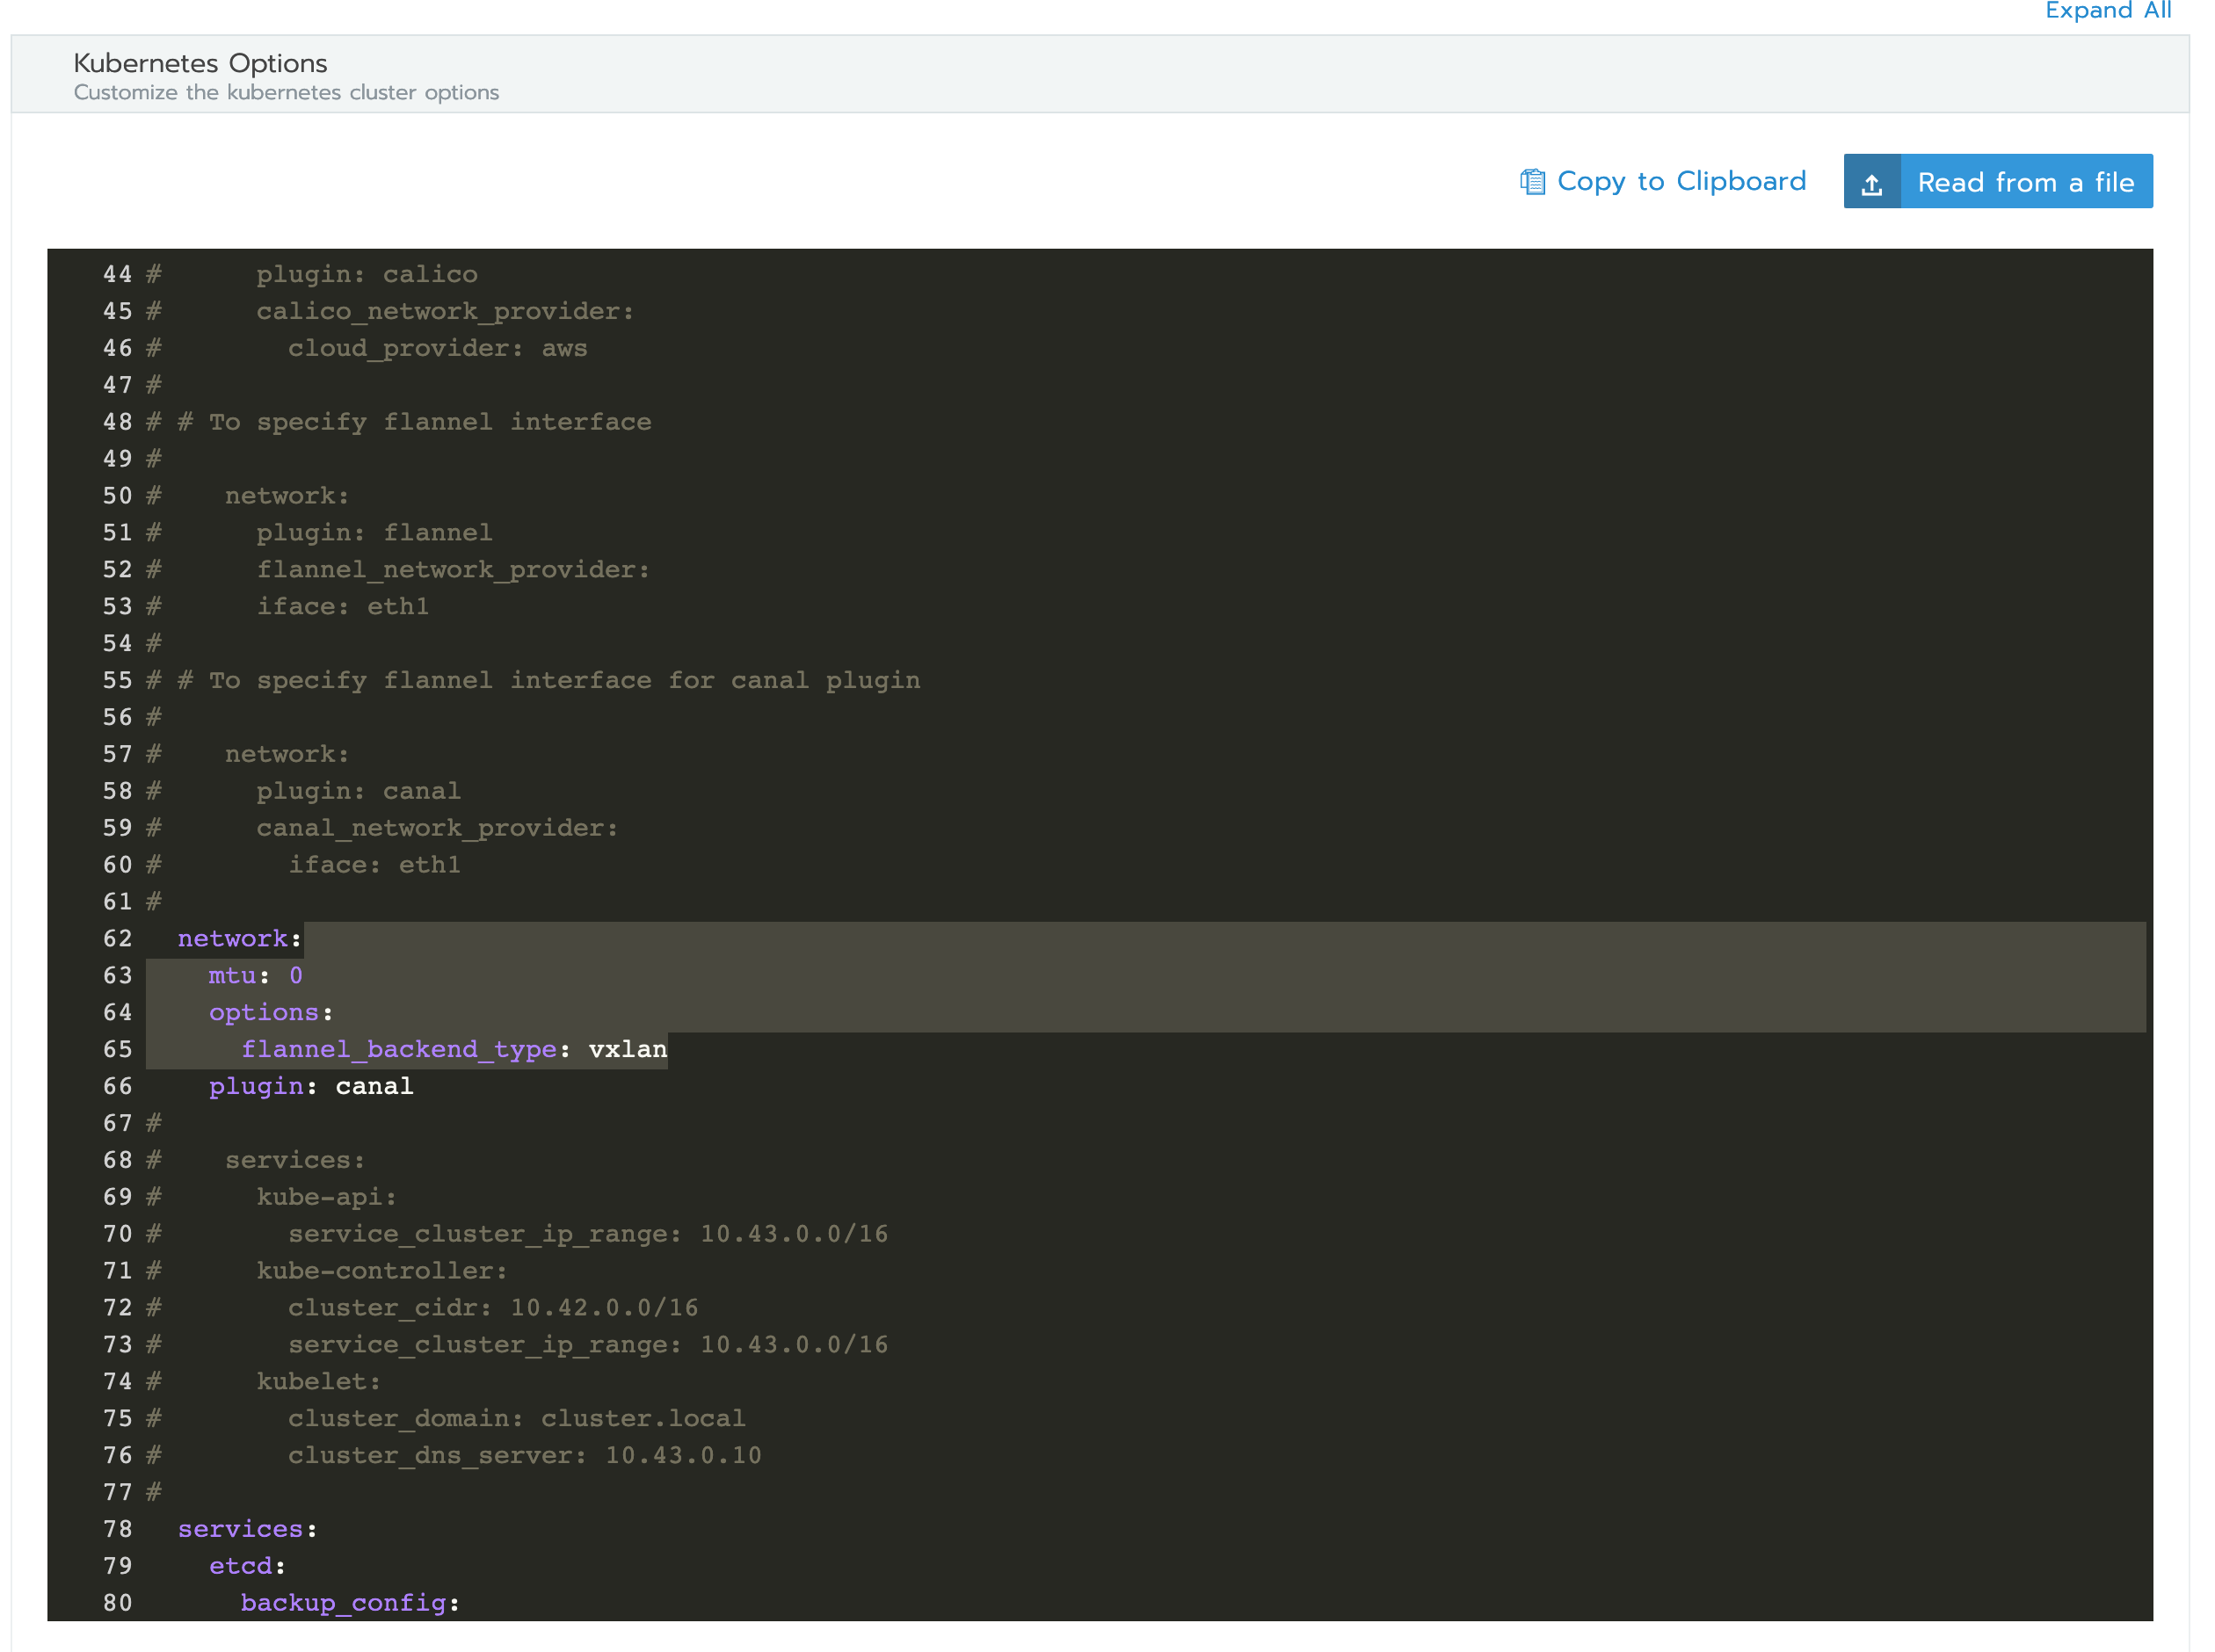 Expand All
Kubernetes Options
Customize the kubernetes cluster options
Copy to Clipboard
Read from a file
44 #      plugin: calico
45 #      calico_network_provider:
46 #        cloud_provider: aws
47 #
48 # # To specify flannel interface
49 #
50 #    network:
51 #      plugin: flannel
52 #      flannel_network_provider:
53 #      iface: eth1
54 #
55 # # To specify flannel interface for canal plugin
56 #
57 #    network:
58 #      plugin: canal
59 #      canal_network_provider:
60 #        iface: eth1
61 #
62   network:
63     mtu: 0
64     options:
65       flannel_backend_type: vxlan
66     plugin: canal
67 #
68 #    services:
69 #      kube-api:
70 #        service_cluster_ip_range: 10.43.0.0/16
71 #      kube-controller:
72 #        cluster_cidr: 10.42.0.0/16
73 #        service_cluster_ip_range: 10.43.0.0/16
74 #      kubelet:
75 #        cluster_domain: cluster.local
76 #        cluster_dns_server: 10.43.0.10
77 #
78   services:
79     etcd:
80       backup_config: